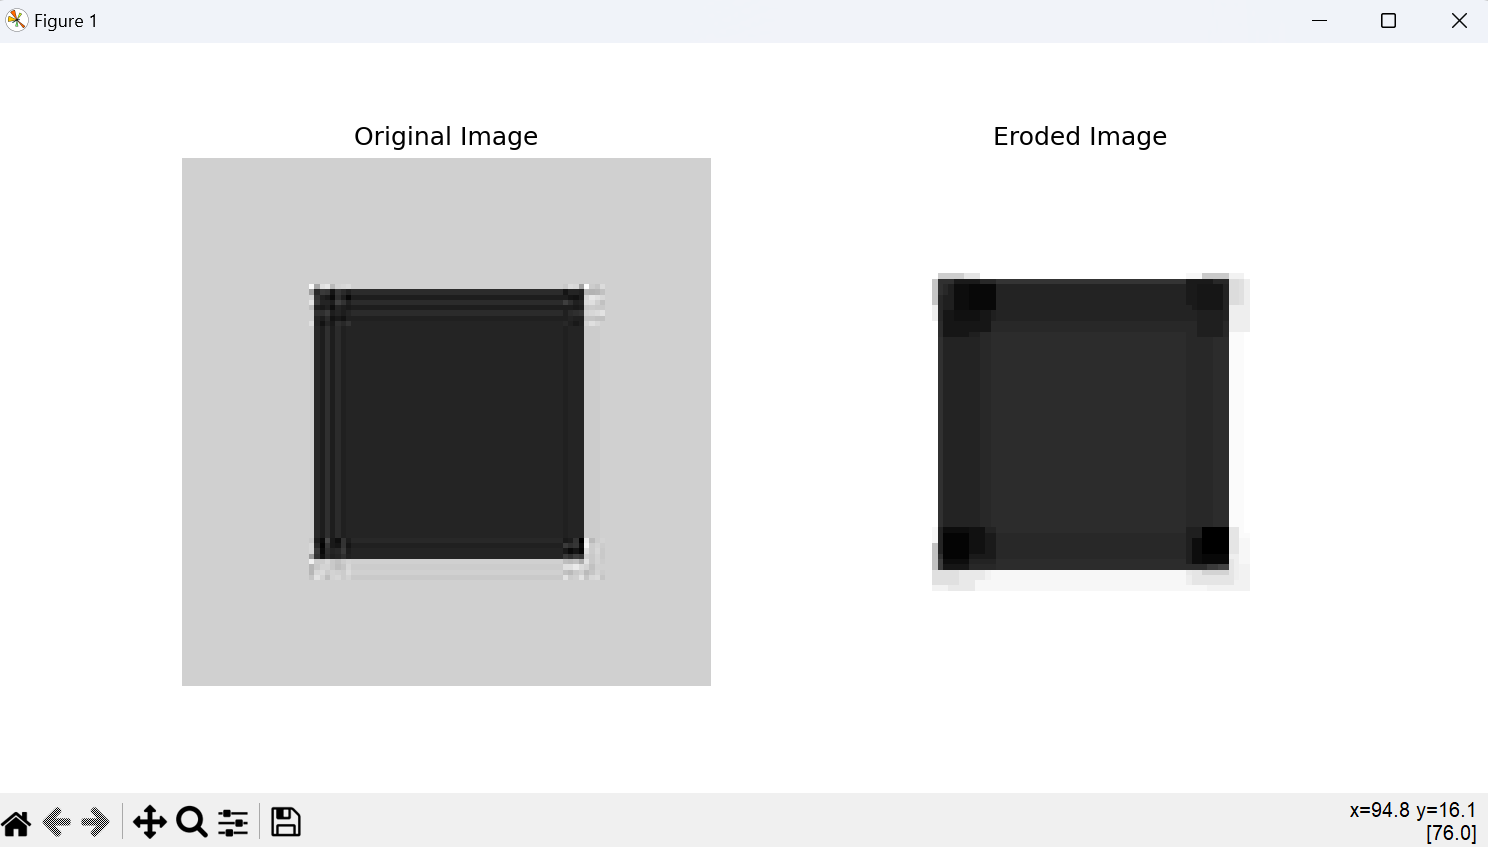 Figure 1
Original Image
Eroded Image
x=94.8 y=16.1
[76.0]